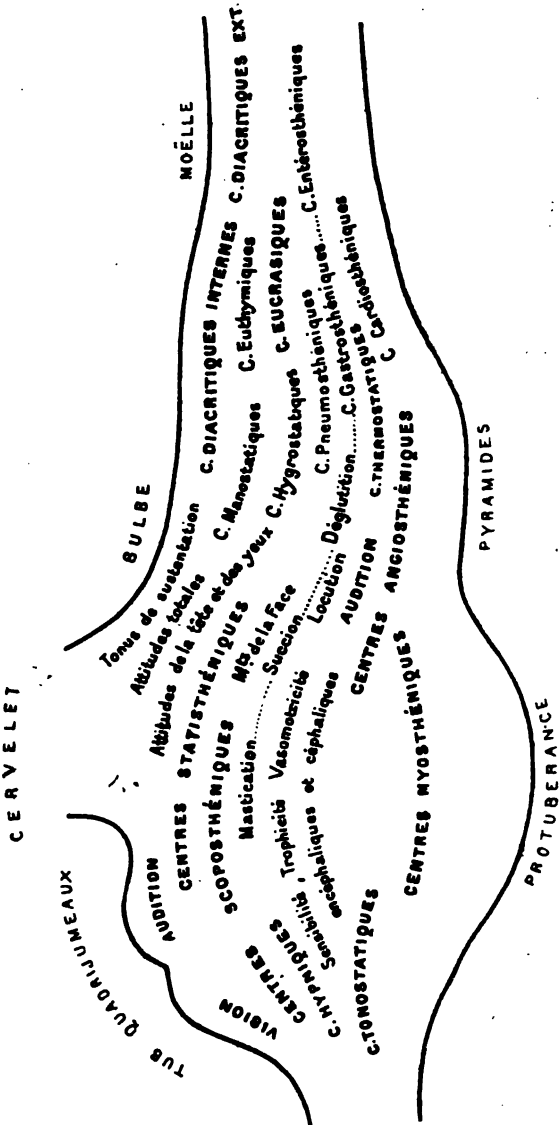 CERVELET
TUB QUADRIJUMEAUX
BULBE
MOËLLE
PYRAMIDES
PROTUBERANCE
Tonus de sustentation
Attitudes totales
Attitudes de la tête et des yeux
C. Manostatiques
C. Hygrostatiques
C. DIACRITIQUES INTERNES
C. DIACRITIQUES EXT.
C. Euthymiques
C. EUCRASIQUES
AUDITION
CENTRES STATISTHÉNIQUES
SCOPOSTHÉNIQUES
Mts de la Face
C. Pneumosthéniques......C. Entérosthéniques
Mastication........Succion..........Déglutition.......C. Gastrosthéniques
Locution
C. THERMOSTATIQUES
C. Cardiosthéniques
VISION
CENTRES
C. HYPNIQUES
Sensibilité, Trophicité Vasomotricité
encéphaliques et céphaliques
AUDITION
CENTRES ANGIOSTHÉNIQUES
C. TONOSTATIQUES
CENTRES MYOSTHÉNIQUES